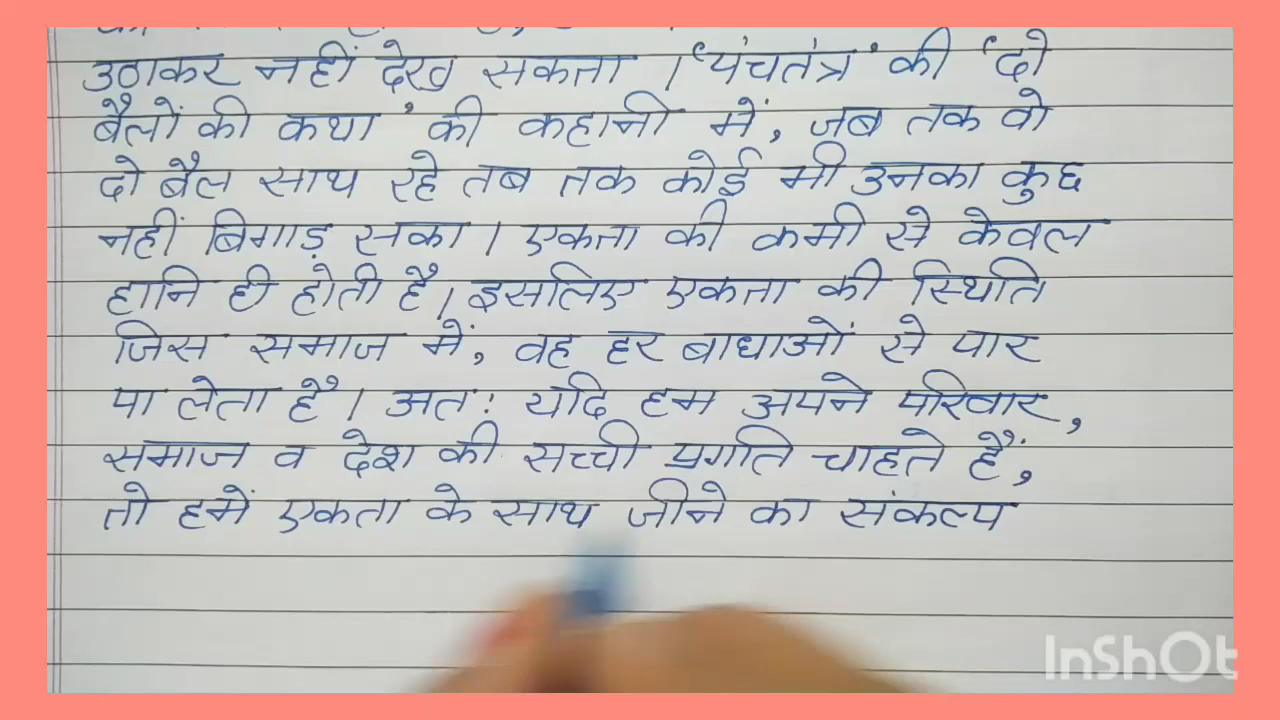 उठाकर नहीं देख सकता । 'पंचतंत्र' की 'दो
बैलों की कथा' की कहानी में, जब तक वो
दो बैल साथ रहे तब तक कोई भी उनका कुछ
नहीं बिगाड़ सका । एकता की कमी से केवल
हानि ही होती है । इसलिए एकता की स्थिति
जिस समाज में, वह हर बाधाओं से पार
पा लेता है । अत: यदि हम अपने परिवार,
समाज व देश की सच्ची प्रगति चाहते हैं,
तो हमें एकता के साथ जीने का संकल्प
InShOt